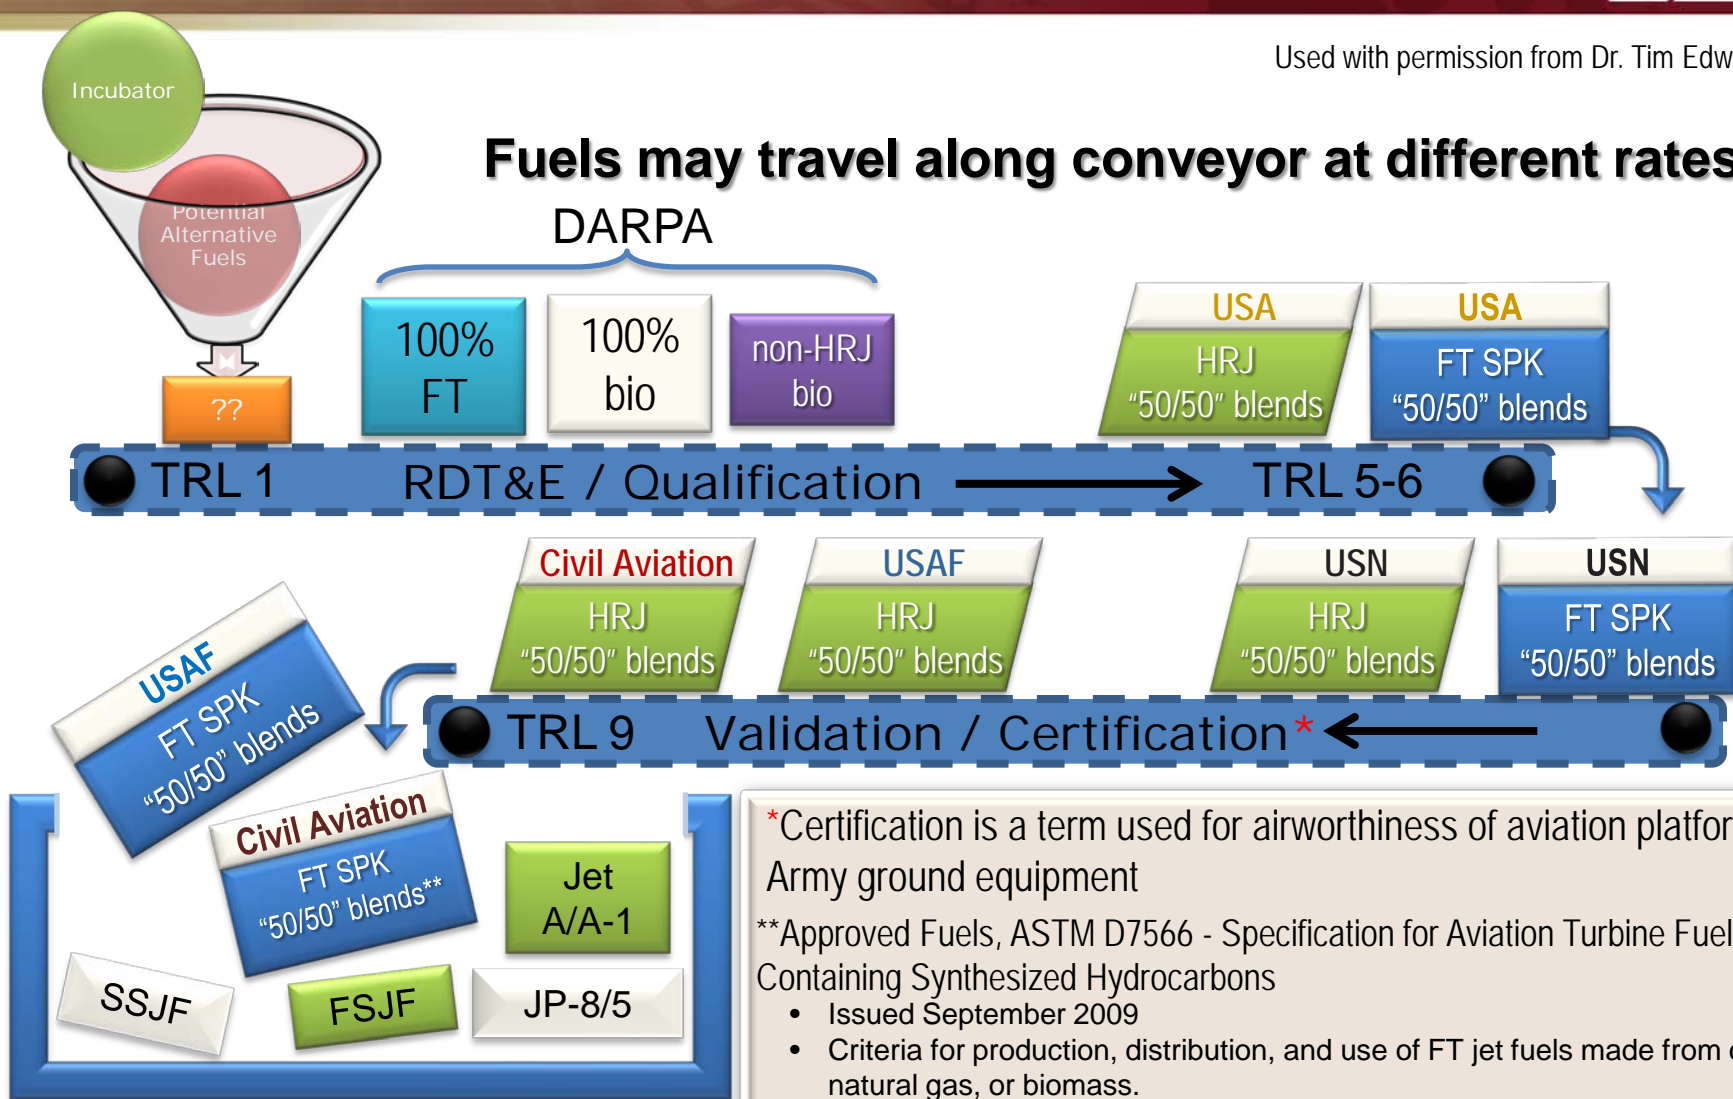 Used with permission from Dr. Tim
Incubator
Fuels may travel along conveyor at different rates
Potential
Alternative
Fuels
DARPA
100%
FT
100%
bio
non-HRJ
bio
USA
HRJ
“50/50” blends
USA
FT SPK
“50/50” blends
??
TRL 1 RDT&E / Qualification TRL 5-6
Civil Aviation
HRJ
“50/50” blends
USAF
HRJ
“50/50” blends
USN
HRJ
“50/50” blends
USN
FT SPK
“50/50” blends
USAF
FT SPK
“50/50” blends
TRL 9 Validation / Certification*
Civil Aviation
FT SPK
“50/50” blends**
Jet
A/A-1
SSJF
FSJF
JP-8/5
*Certification is a term used for airworthiness of aviation
Army ground equipment
**Approved Fuels, ASTM D7566 - Specification for Aviation Turbine Fuel
Containing Synthesized Hydrocarbons
• Issued September 2009
• Criteria for production, distribution, and use of FT jet fuels made from
natural gas, or biomass.